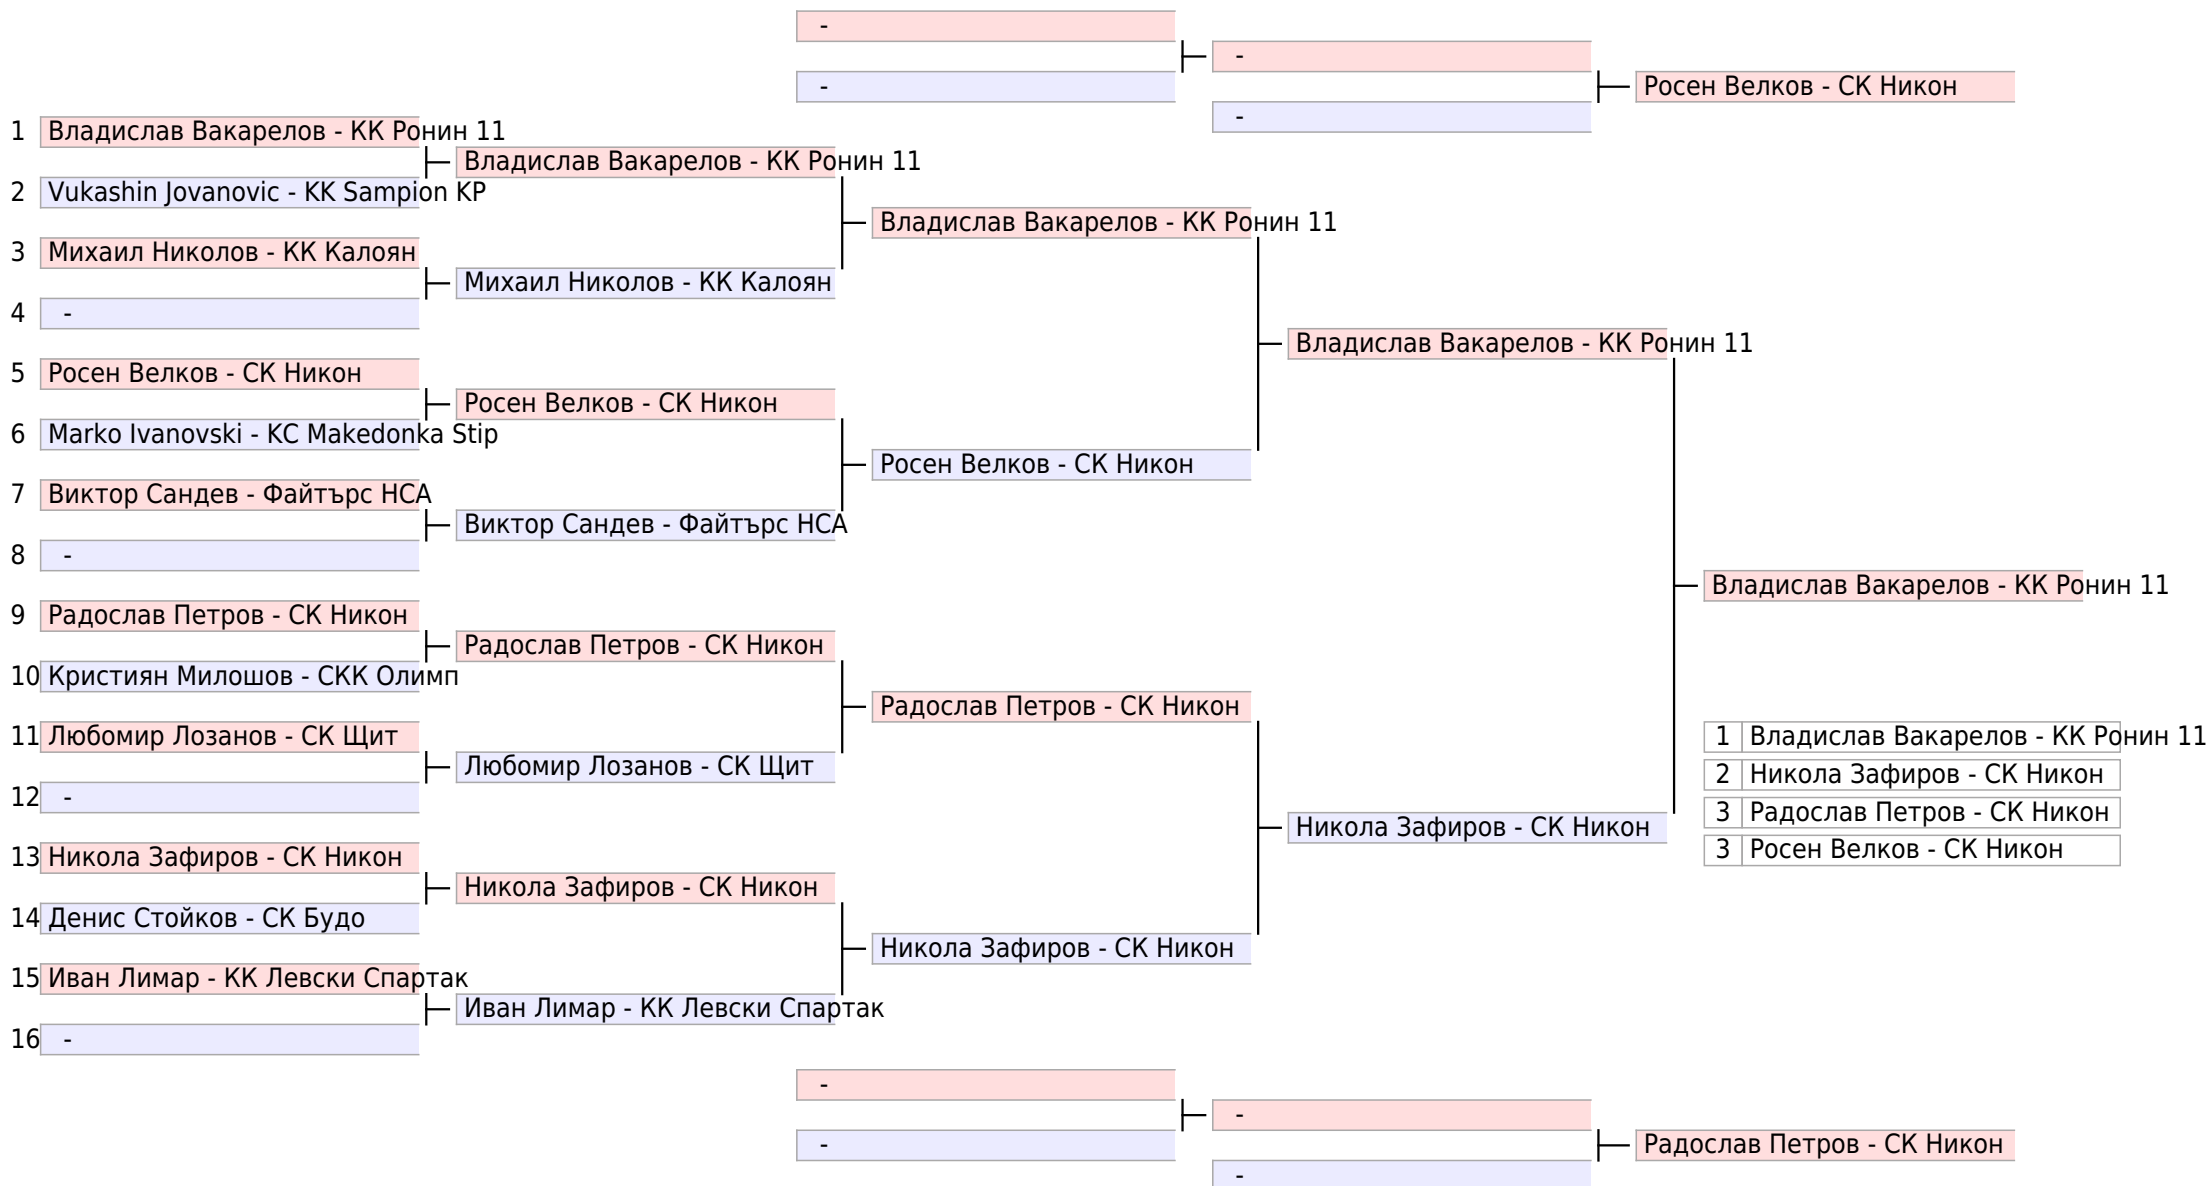 -
-
-
-
Росен Велков - СК Никон
1 Владислав Вакарелов - КК Ронин 11
2 Vukashin Jovanovic - KK Sampion KP
3 Михаил Николов - КК Калоян
4 -
5 Росен Велков - СК Никон
6 Marko Ivanovski - KC Makedonka Stip
7 Виктор Сандев - Файтърс НСА
8 -
9 Радослав Петров - СК Никон
10 Кристиян Милошов - СКК Олимп
11 Любомир Лозанов - СК Щит
12 -
13 Никола Зафиров - СК Никон
14 Денис Стойков - СК Будо
15 Иван Лимар - КК Левски Спартак
16 -
Владислав Вакарелов - КК Ронин 11
Михаил Николов - КК Калоян
Росен Велков - СК Никон
Виктор Сандев - Файтърс НСА
Радослав Петров - СК Никон
Любомир Лозанов - СК Щит
Никола Зафиров - СК Никон
Иван Лимар - КК Левски Спартак
Владислав Вакарелов - КК Ронин 11
Росен Велков - СК Никон
Радослав Петров - СК Никон
Никола Зафиров - СК Никон
Владислав Вакарелов - КК Ронин 11
Никола Зафиров - СК Никон
Владислав Вакарелов - КК Ронин 11
1 Владислав Вакарелов - КК Ронин 11
2 Никола Зафиров - СК Никон
3 Радослав Петров - СК Никон
3 Росен Велков - СК Никон
-
-
-
-
Радослав Петров - СК Никон